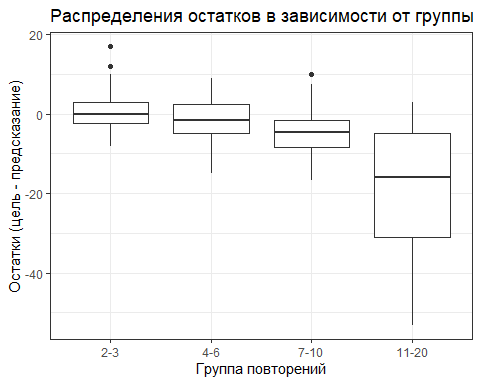 Распределения остатков в зависимости от группы
Остатки (цель - предсказание)
20
0
-20
-40
2-3
4-6
7-10
11-20
Группа повторений